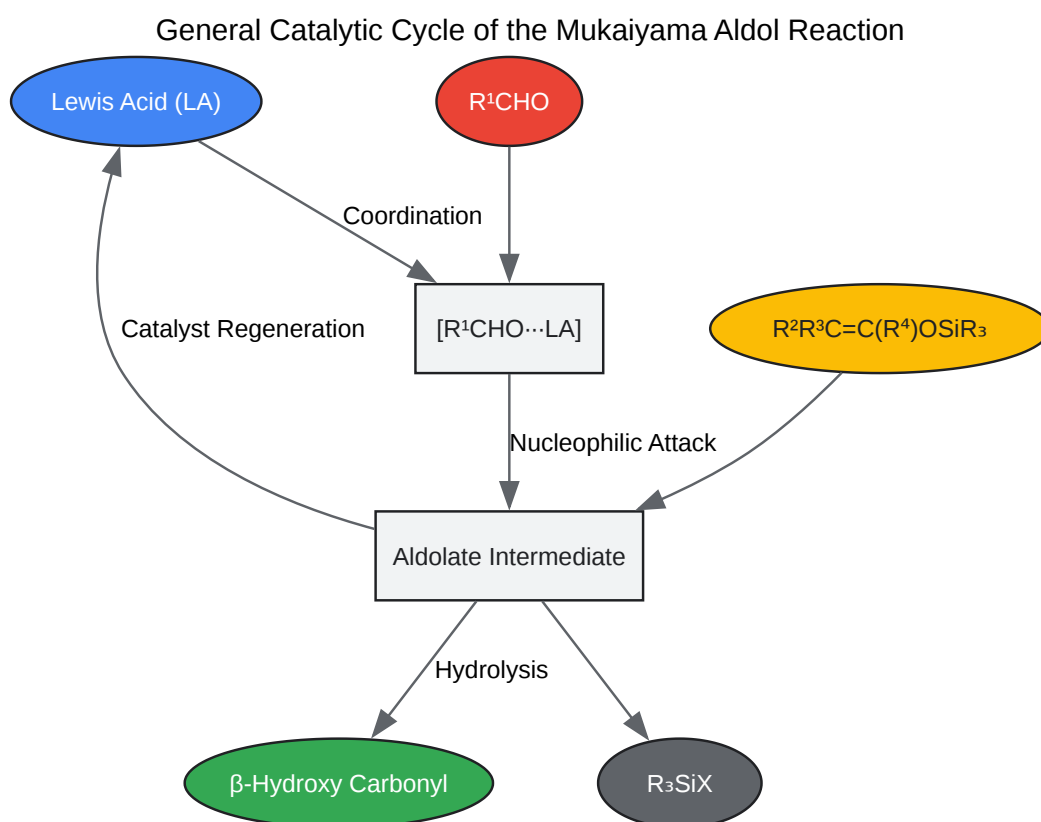 General Catalytic Cycle of the Mukaiyama Aldol Reaction
Lewis Acid (LA)
R¹CHO
Coordination
[R¹CHO···LA]
R²R³C=C(R⁴)OSiR₃
Catalyst Regeneration
Nucleophilic Attack
Aldolate Intermediate
Hydrolysis
β-Hydroxy Carbonyl
R₃SiX